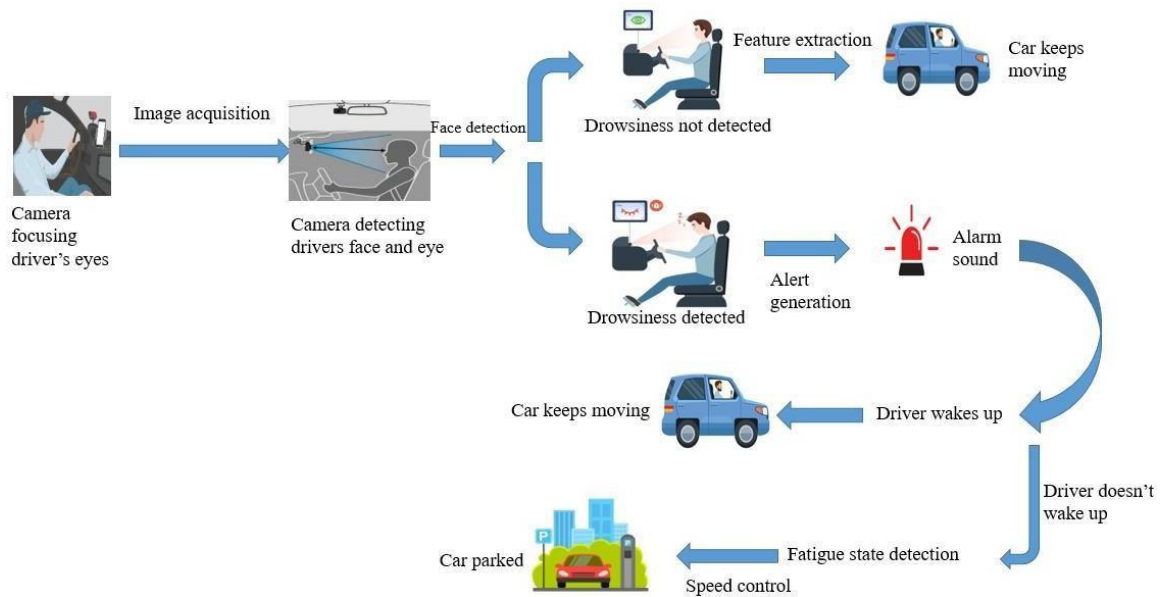 Image acquisition
Camera
focusing
driver's eyes
Camera detecting
drivers face and eye
Face detection
Drowsiness not detected
Feature extraction
Car keeps
moving
Drowsiness detected
Alert
generation
Alarm
sound
Driver wakes up
Car keeps moving
Driver doesn't
wake up
Fatigue state detection
Speed control
P
Car parked